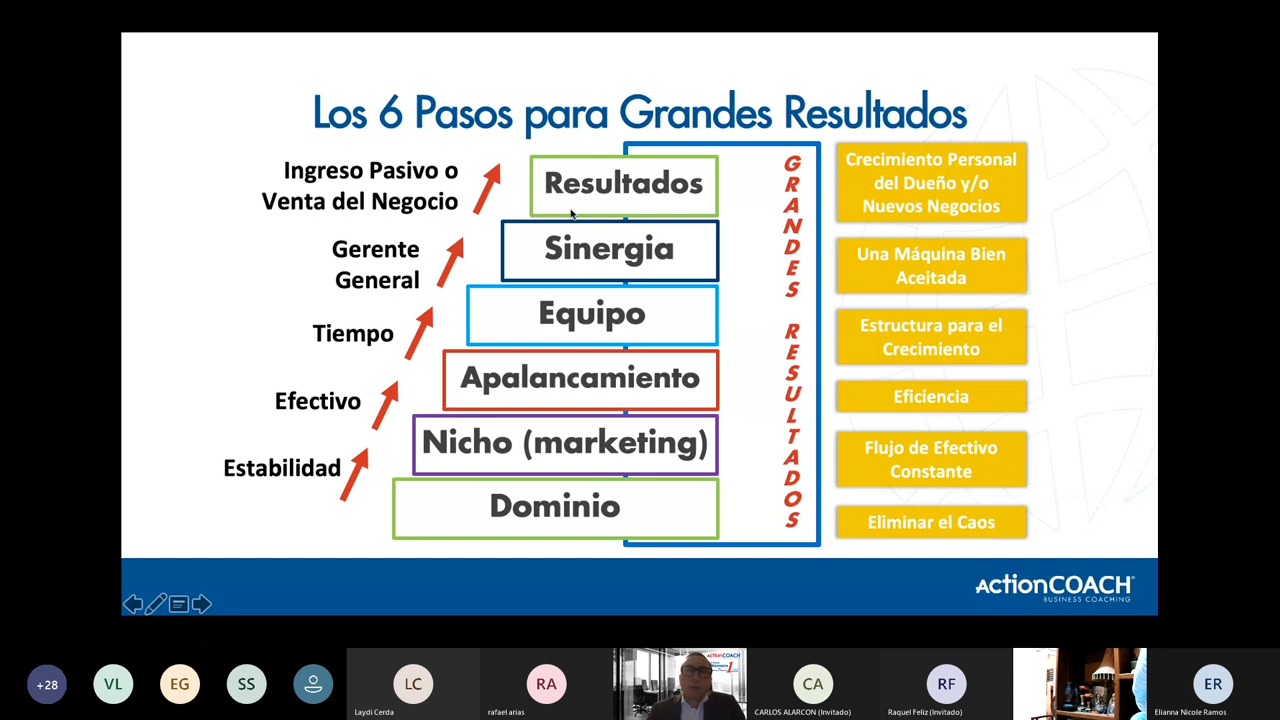 Los 6 Pasos para Grandes Resultados
Ingreso Pasivo o
Venta del Negocio
Gerente
General
Tiempo
Efectivo
Estabilidad
Resultados
Sinergia
Equipo
Apalancamiento
Nicho (marketing)
Dominio
GRANDES RESULTADOS
Crecimiento Personal
del Dueño y/o
Nuevos Negocios
Una Máquina Bien
Aceitada
Estructura para el
Crecimiento
Eficiencia
Flujo de Efectivo
Constante
Eliminar el Caos
ActionCOACH®
BUSINESS COACHING
+28
VL
EG
SS
LC
Laydi Cerda
RA
rafael arias
ActionCOACH
1
CA
CARLOS ALARCON (Invitado)
RF
Raquel Feliz (Invitado)
ER
Elianna Nicole Ramos